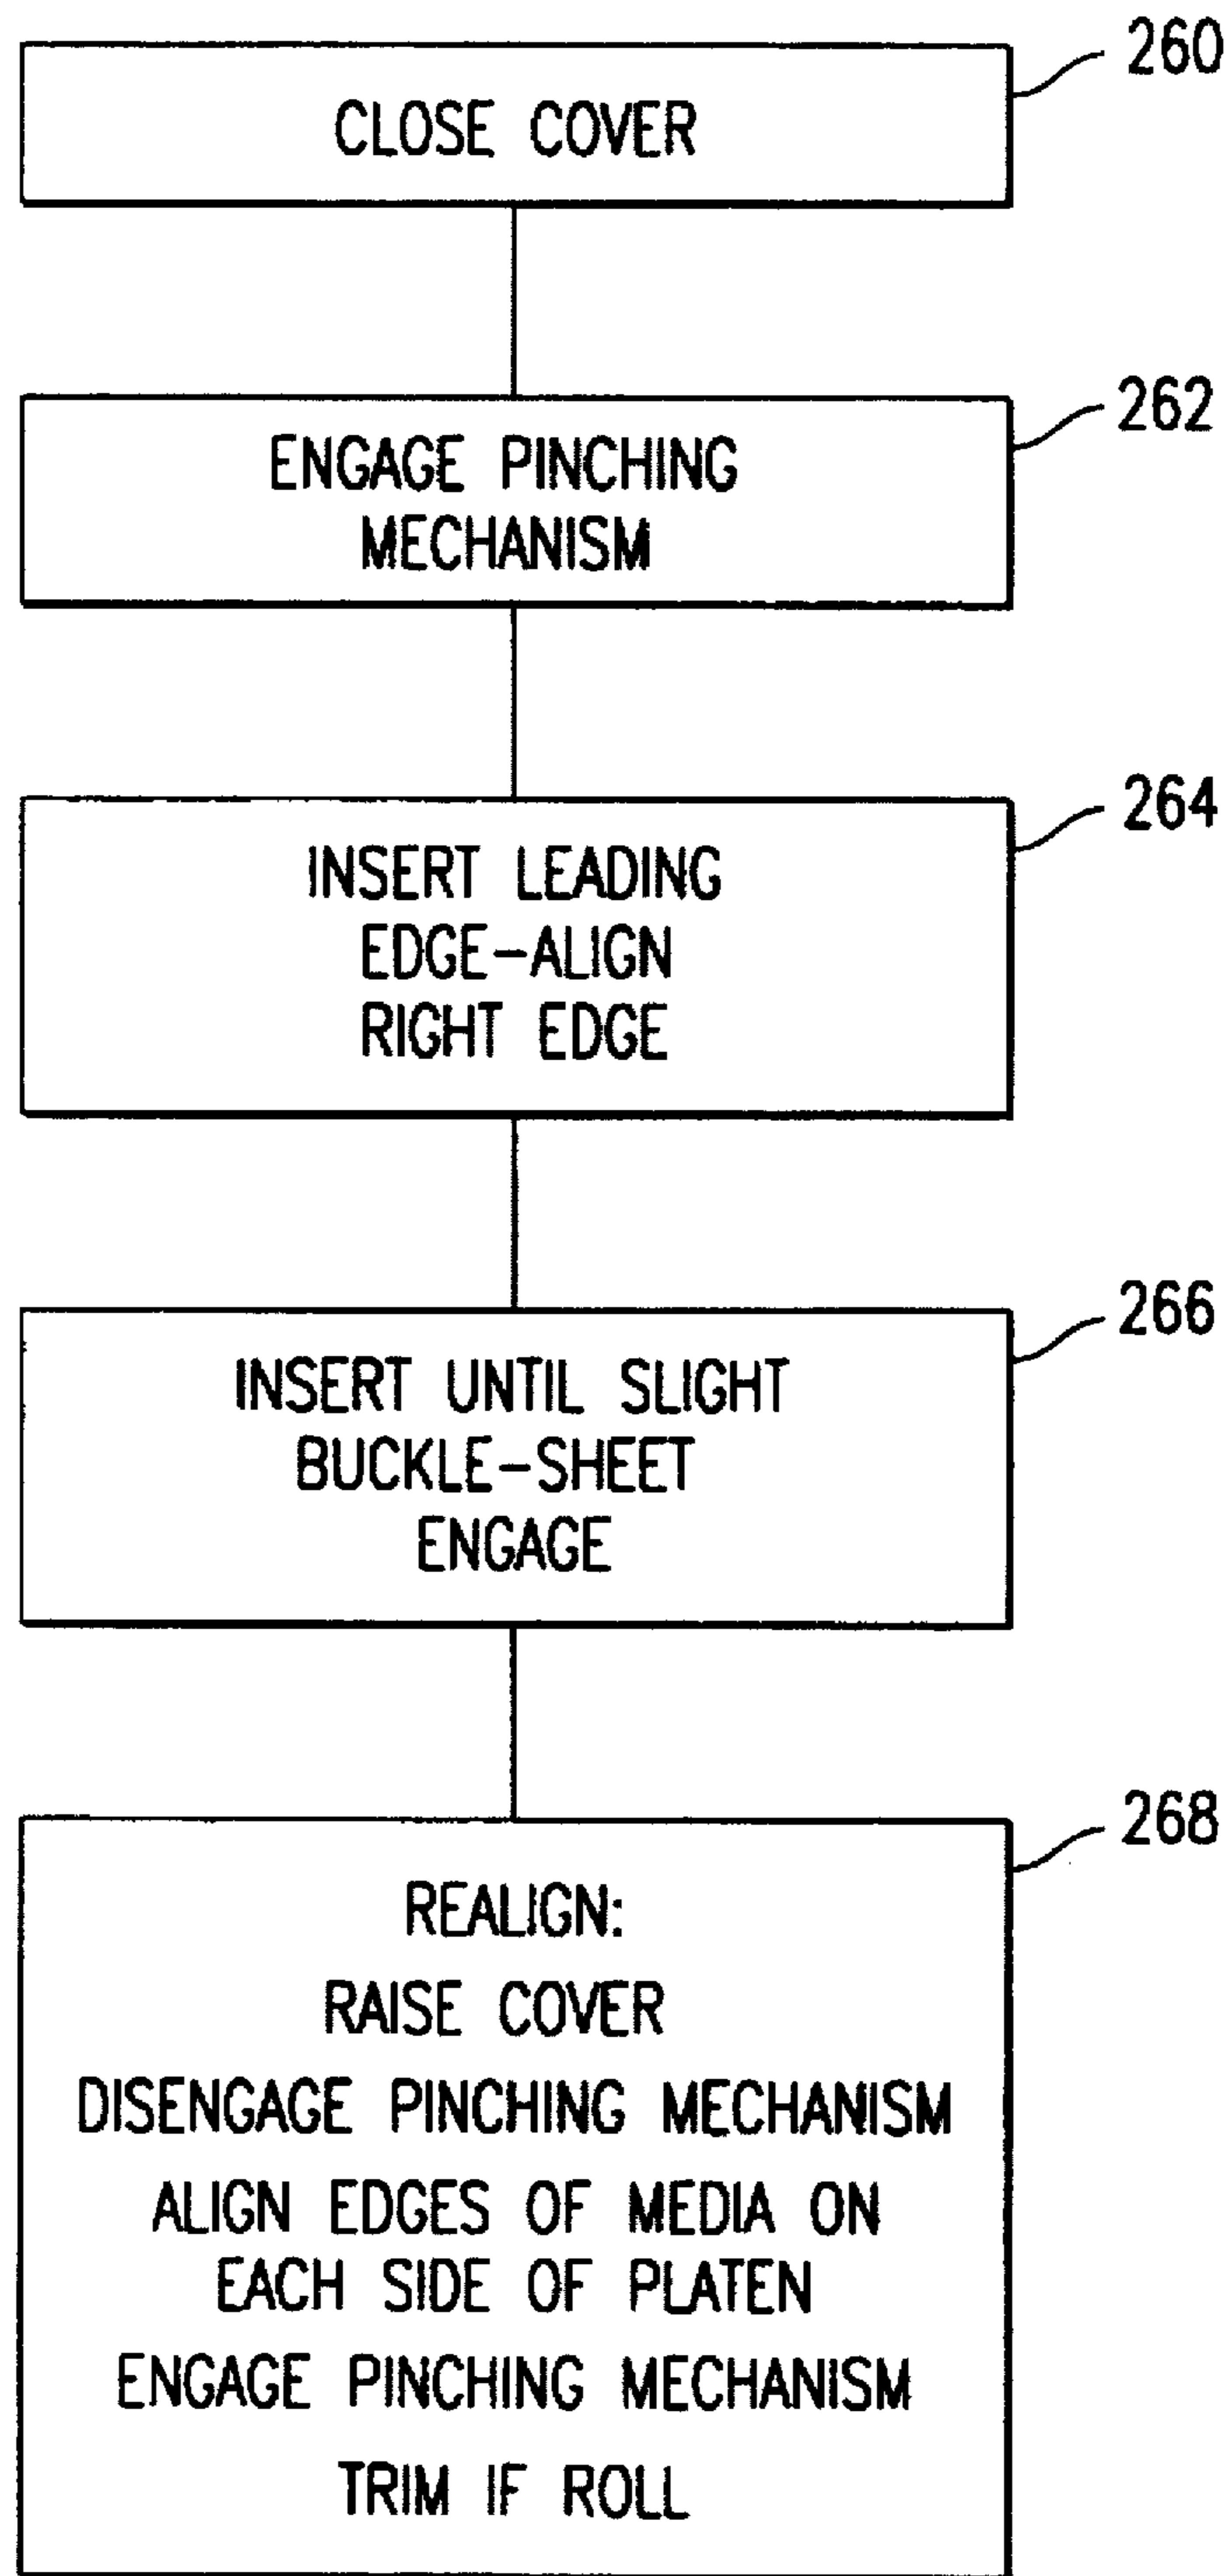 260
CLOSE COVER
262
ENGAGE PINCHING
MECHANISM
264
INSERT LEADING
EDGE-ALIGN
RIGHT EDGE
266
INSERT UNTIL SLIGHT
BUCKLE-SHEET
ENGAGE
268
REALIGN:
RAISE COVER
DISENGAGE PINCHING MECHANISM
ALIGN EDGES OF MEDIA ON
EACH SIDE OF PLATEN
ENGAGE PINCHING MECHANISM
TRIM IF ROLL